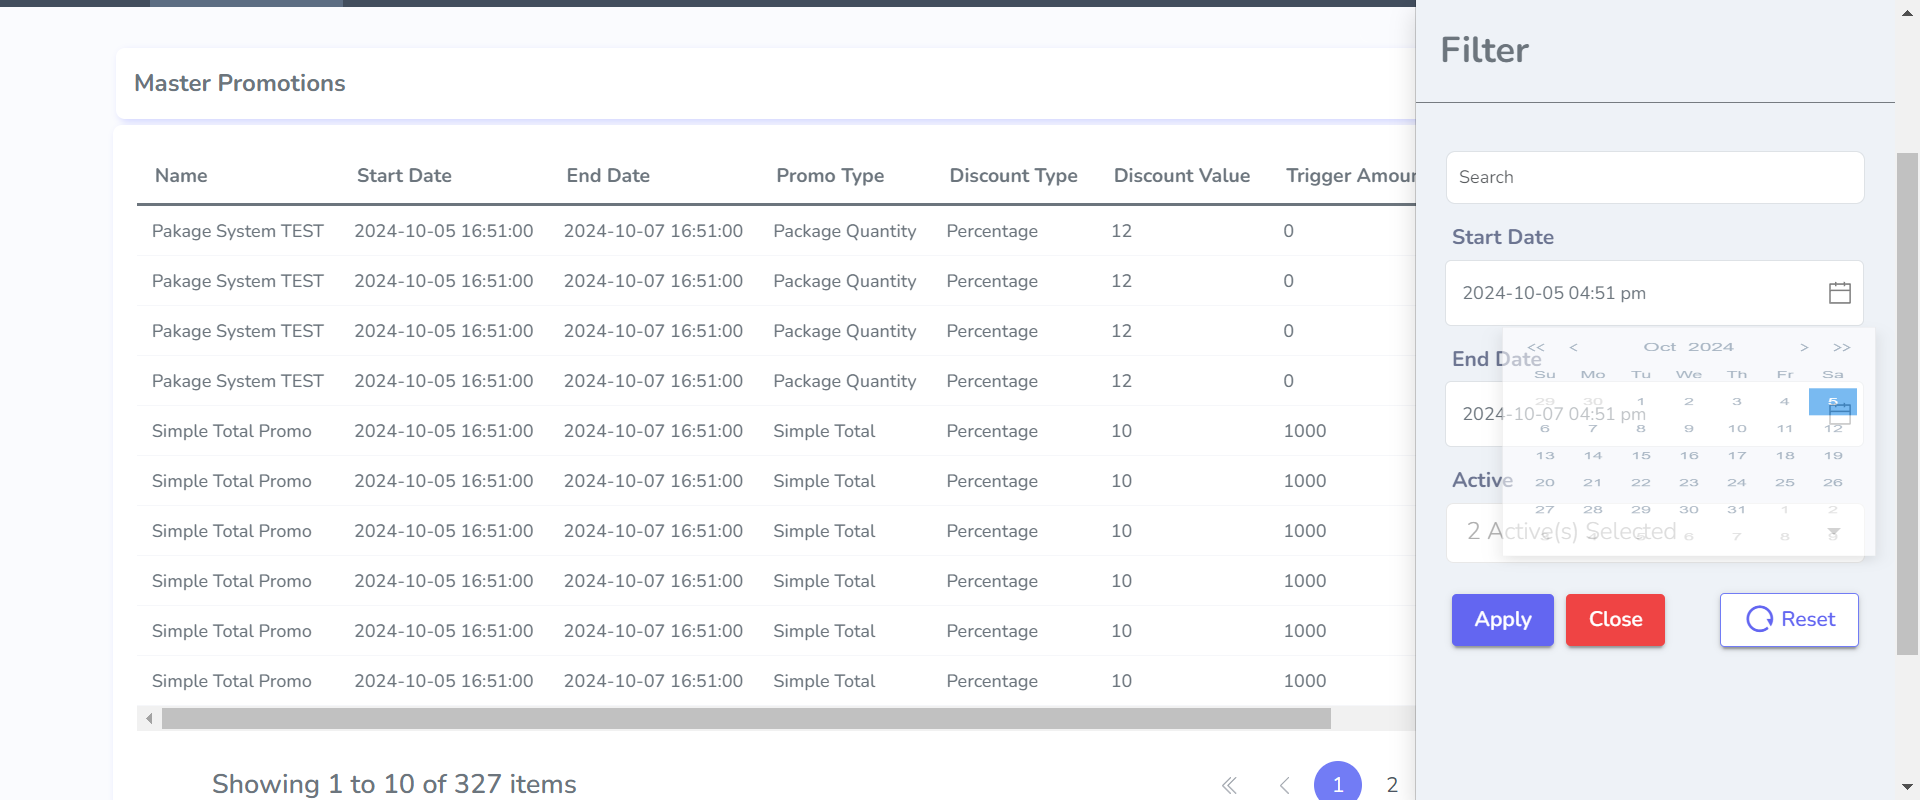 Filter
Master Promotions
Name Start Date End Date Promo Type Discount Type Discount Value Trigger Amour
Pakage System TEST 2024-10-05 16:51:00 2024-10-07 16:51:00 Package Quantity Percentage 12 0
Pakage System TEST 2024-10-05 16:51:00 2024-10-07 16:51:00 Package Quantity Percentage 12 0
Pakage System TEST 2024-10-05 16:51:00 2024-10-07 16:51:00 Package Quantity Percentage 12 0
Pakage System TEST 2024-10-05 16:51:00 2024-10-07 16:51:00 Package Quantity Percentage 12 0
Simple Total Promo 2024-10-05 16:51:00 2024-10-07 16:51:00 Simple Total Percentage 10 1000
Simple Total Promo 2024-10-05 16:51:00 2024-10-07 16:51:00 Simple Total Percentage 10 1000
Simple Total Promo 2024-10-05 16:51:00 2024-10-07 16:51:00 Simple Total Percentage 10 1000
Simple Total Promo 2024-10-05 16:51:00 2024-10-07 16:51:00 Simple Total Percentage 10 1000
Simple Total Promo 2024-10-05 16:51:00 2024-10-07 16:51:00 Simple Total Percentage 10 1000
Simple Total Promo 2024-10-05 16:51:00 2024-10-07 16:51:00 Simple Total Percentage 10 1000
Showing 1 to 10 of 327 items
« < 1 2
Search
Start Date
2024-10-05 04:51 pm
End Date
2024-10-07 04:51 pm
Active
2 Active(s) Selected
<< < Oct 2024 > >>
Su Mo Tu We Th Fr Sa
29 30 1 2 3 4 5
6 7 8 9 10 11 12
13 14 15 16 17 18 19
20 21 22 23 24 25 26
27 28 29 30 31 1 2
3 4 5 6 7 8 9
Apply Close Reset